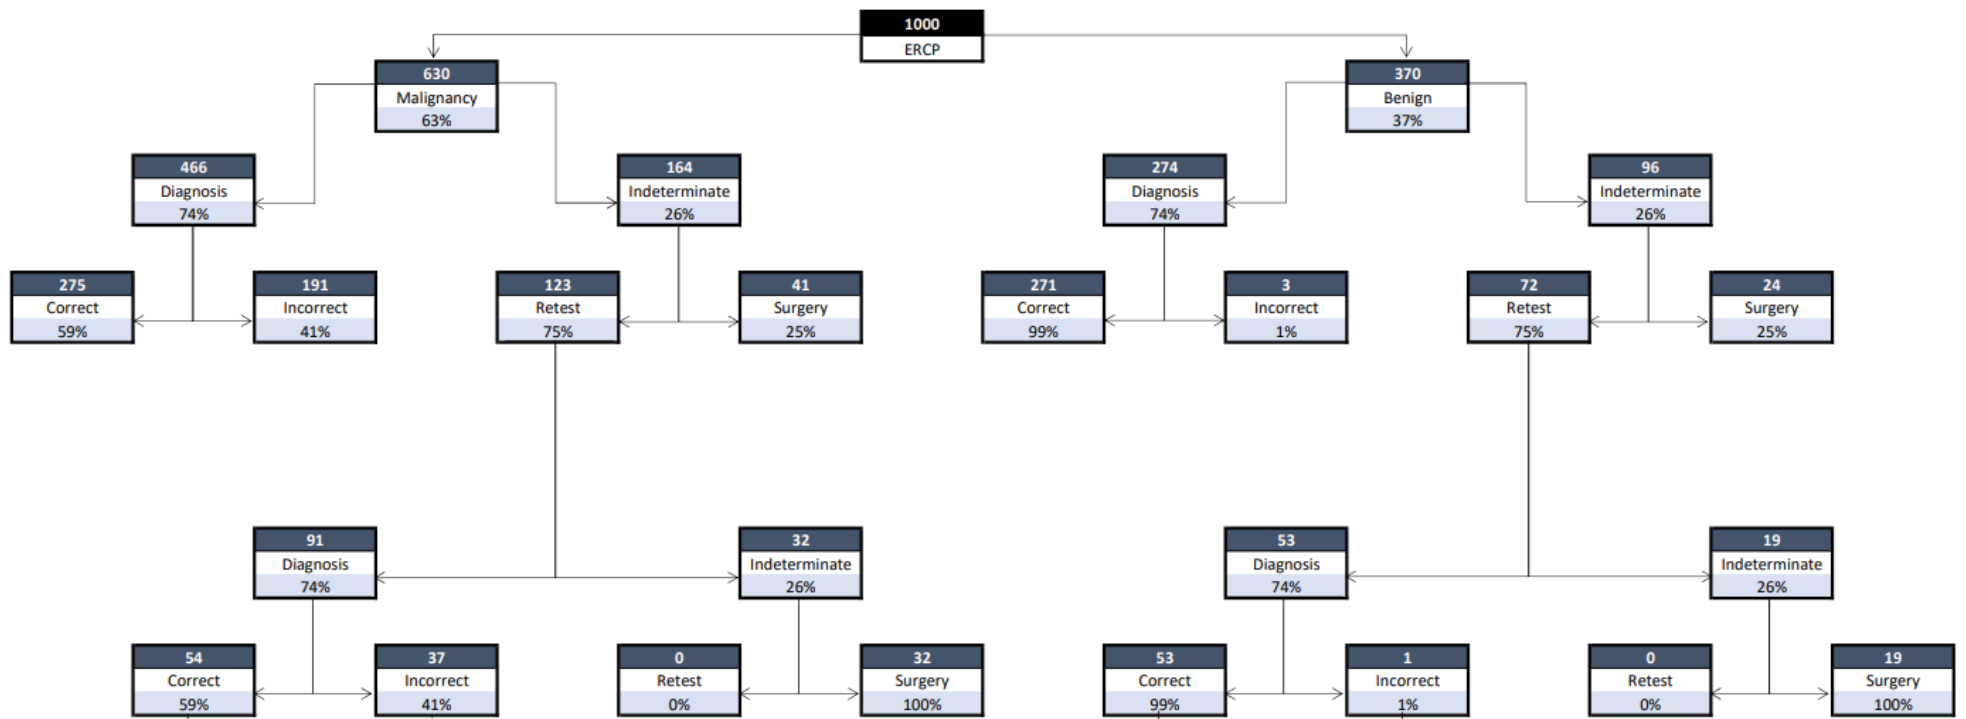 1000
ERCP
630
Malignancy
63%
370
Benign
37%
466
Diagnosis
74%
164
Indeterminate
26%
274
Diagnosis
74%
96
Indeterminate
26%
275
Correct
59%
191
Incorrect
41%
123
Retest
75%
41
Surgery
25%
271
Correct
99%
3
Incorrect
1%
72
Retest
75%
24
Surgery
25%
91
Diagnosis
74%
32
Indeterminate
26%
53
Diagnosis
74%
19
Indeterminate
26%
54
Correct
59%
37
Incorrect
41%
0
Retest
0%
32
Surgery
100%
53
Correct
99%
1
Incorrect
1%
0
Retest
0%
19
Surgery
100%